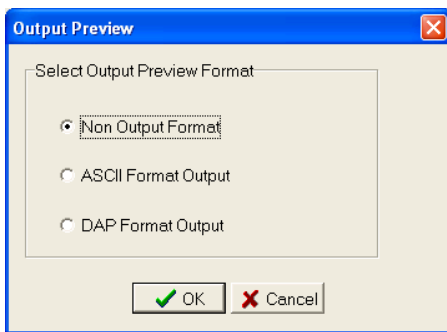 Output Preview
Select Output Preview Format
Non Output Format
ASCII Format Output
DAP Format Output
OK
Cancel